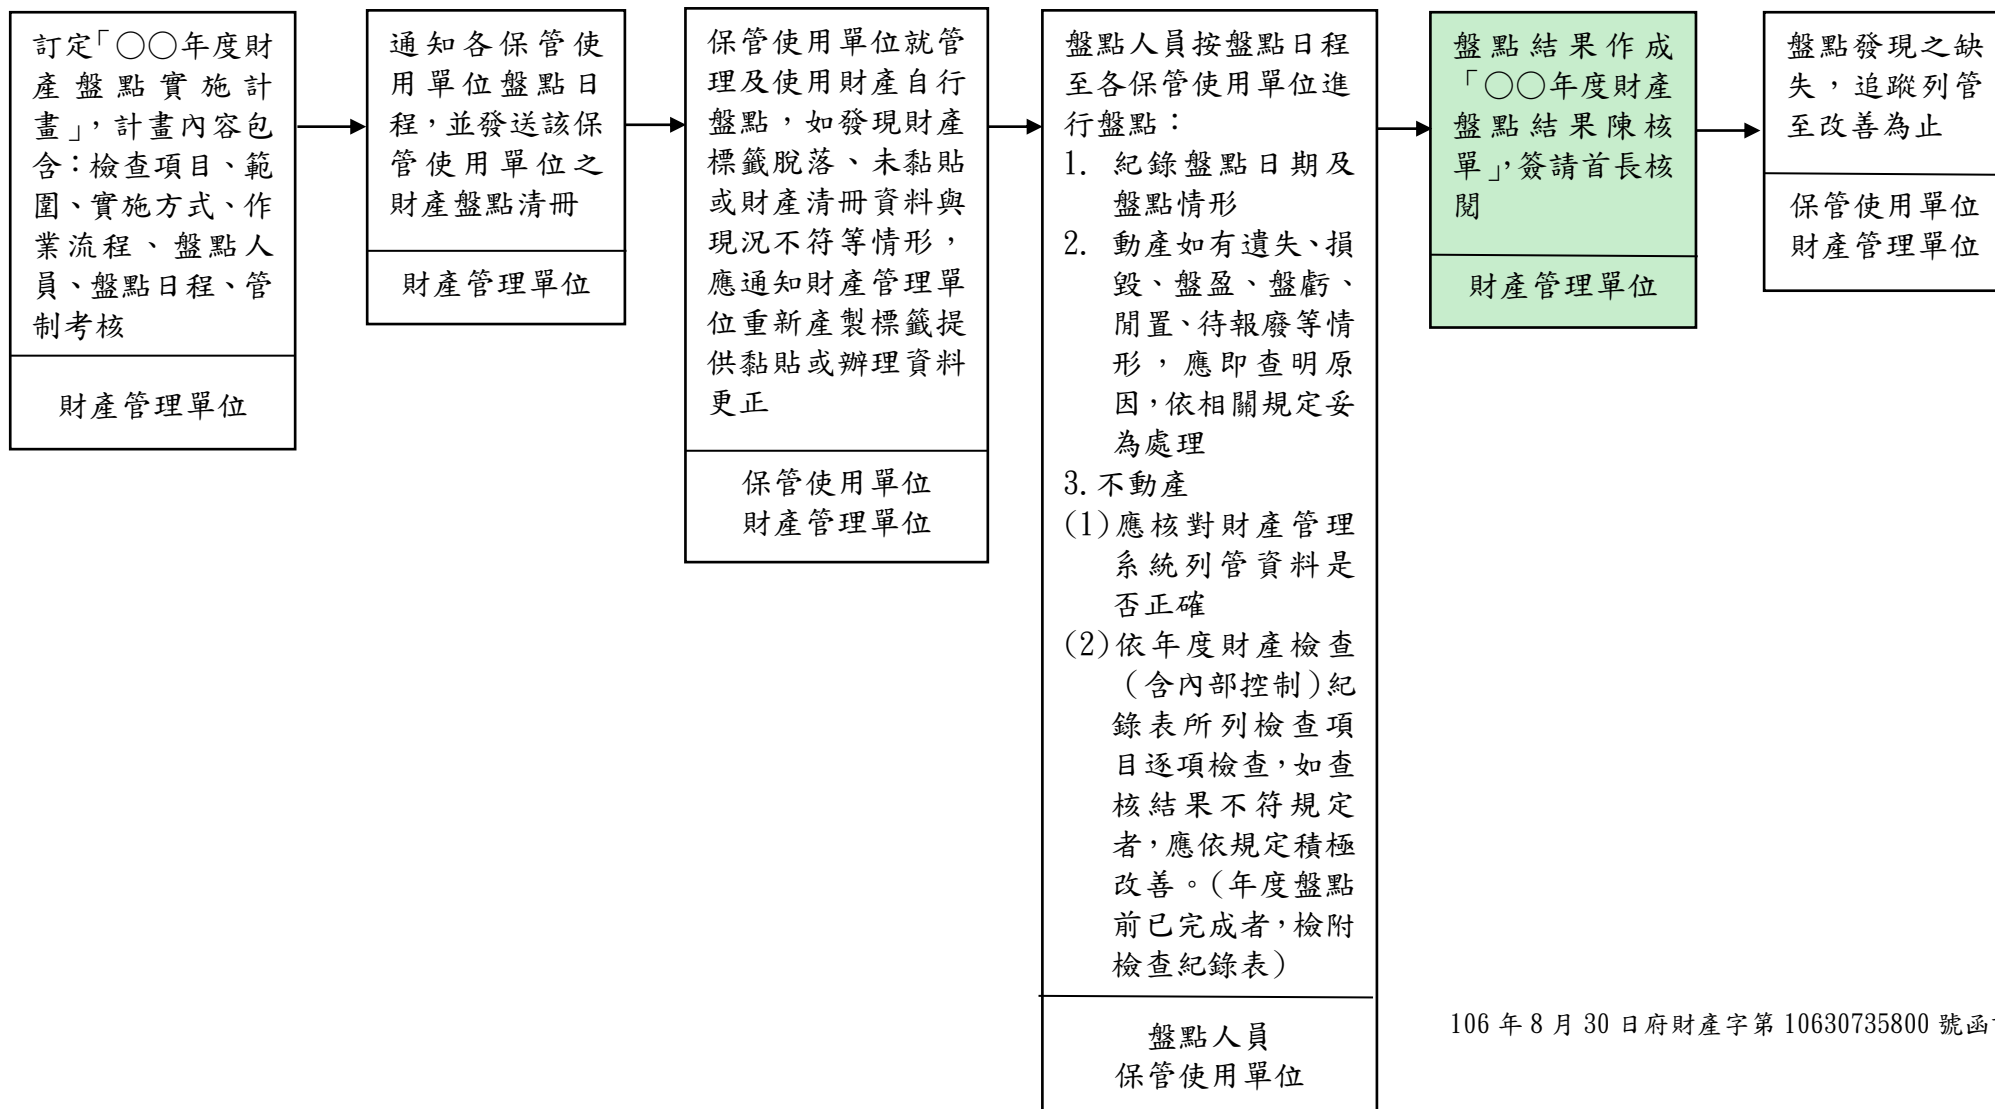 訂定「○○年度財
產盤點實施計
畫」，計畫內容包
含：檢查項目、範
圍、實施方式、作
業流程、盤點人
員、盤點日程、管
制考核
財產管理單位
通知各保管使
用單位盤點日
程，並發送該保
管使用單位之
財產盤點清冊
財產管理單位
保管使用單位就管
理及使用財產自行
盤點，如發現財產
標籤脫落、未黏貼
或財產清冊資料與
現況不符等情形，
應通知財產管理單
位重新產製標籤提
供黏貼或辦理資料
更正
保管使用單位
財產管理單位
盤點人員按盤點日程
至各保管使用單位進
行盤點：
1. 紀錄盤點日期及
盤點情形
2. 動產如有遺失、損
毀、盤盈、盤虧、
閒置、待報廢等情
形，應即查明原
因，依相關規定妥
為處理
3.不動產
(1)應核對財產管理
系統列管資料是
否正確
(2)依年度財產檢查
（含內部控制）紀
錄表所列檢查項
目逐項檢查，如查
核結果不符規定
者，應依規定積極
改善。（年度盤點
前已完成者，檢附
檢查紀錄表）
盤點人員
保管使用單位
盤點結果作成
「○○年度財產
盤點結果陳核
單」，簽請首長核
閱
財產管理單位
盤點發現之缺
失，追蹤列管
至改善為止
保管使用單位
財產管理單位
106 年 8 月 30 日府財產字第 10630735800 號函